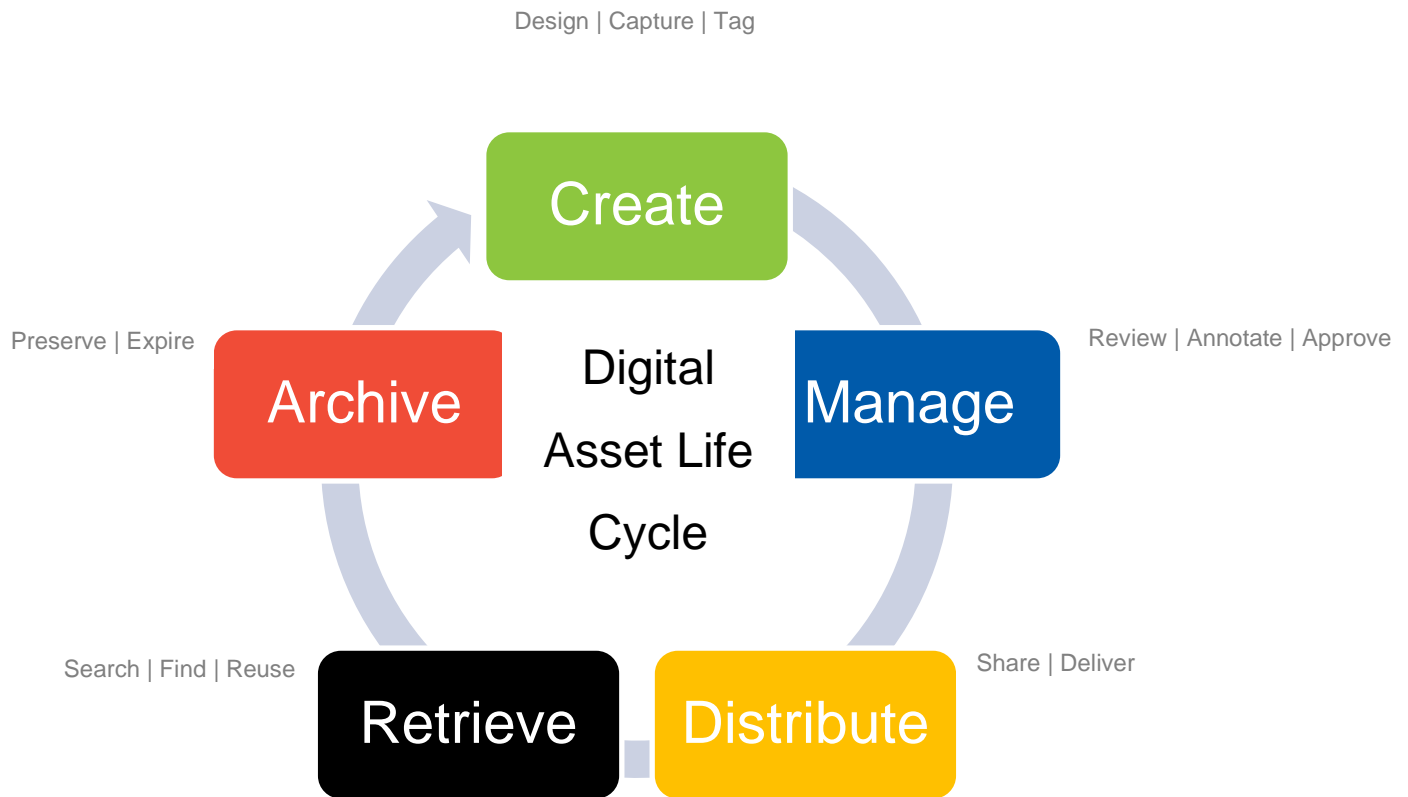 Design | Capture | Tag
Create
Preserve | Expire
Archive
Digital
Asset Life
Cycle
Manage
Review | Annotate | Approve
Search | Find | Reuse
Retrieve
Distribute
Share | Deliver